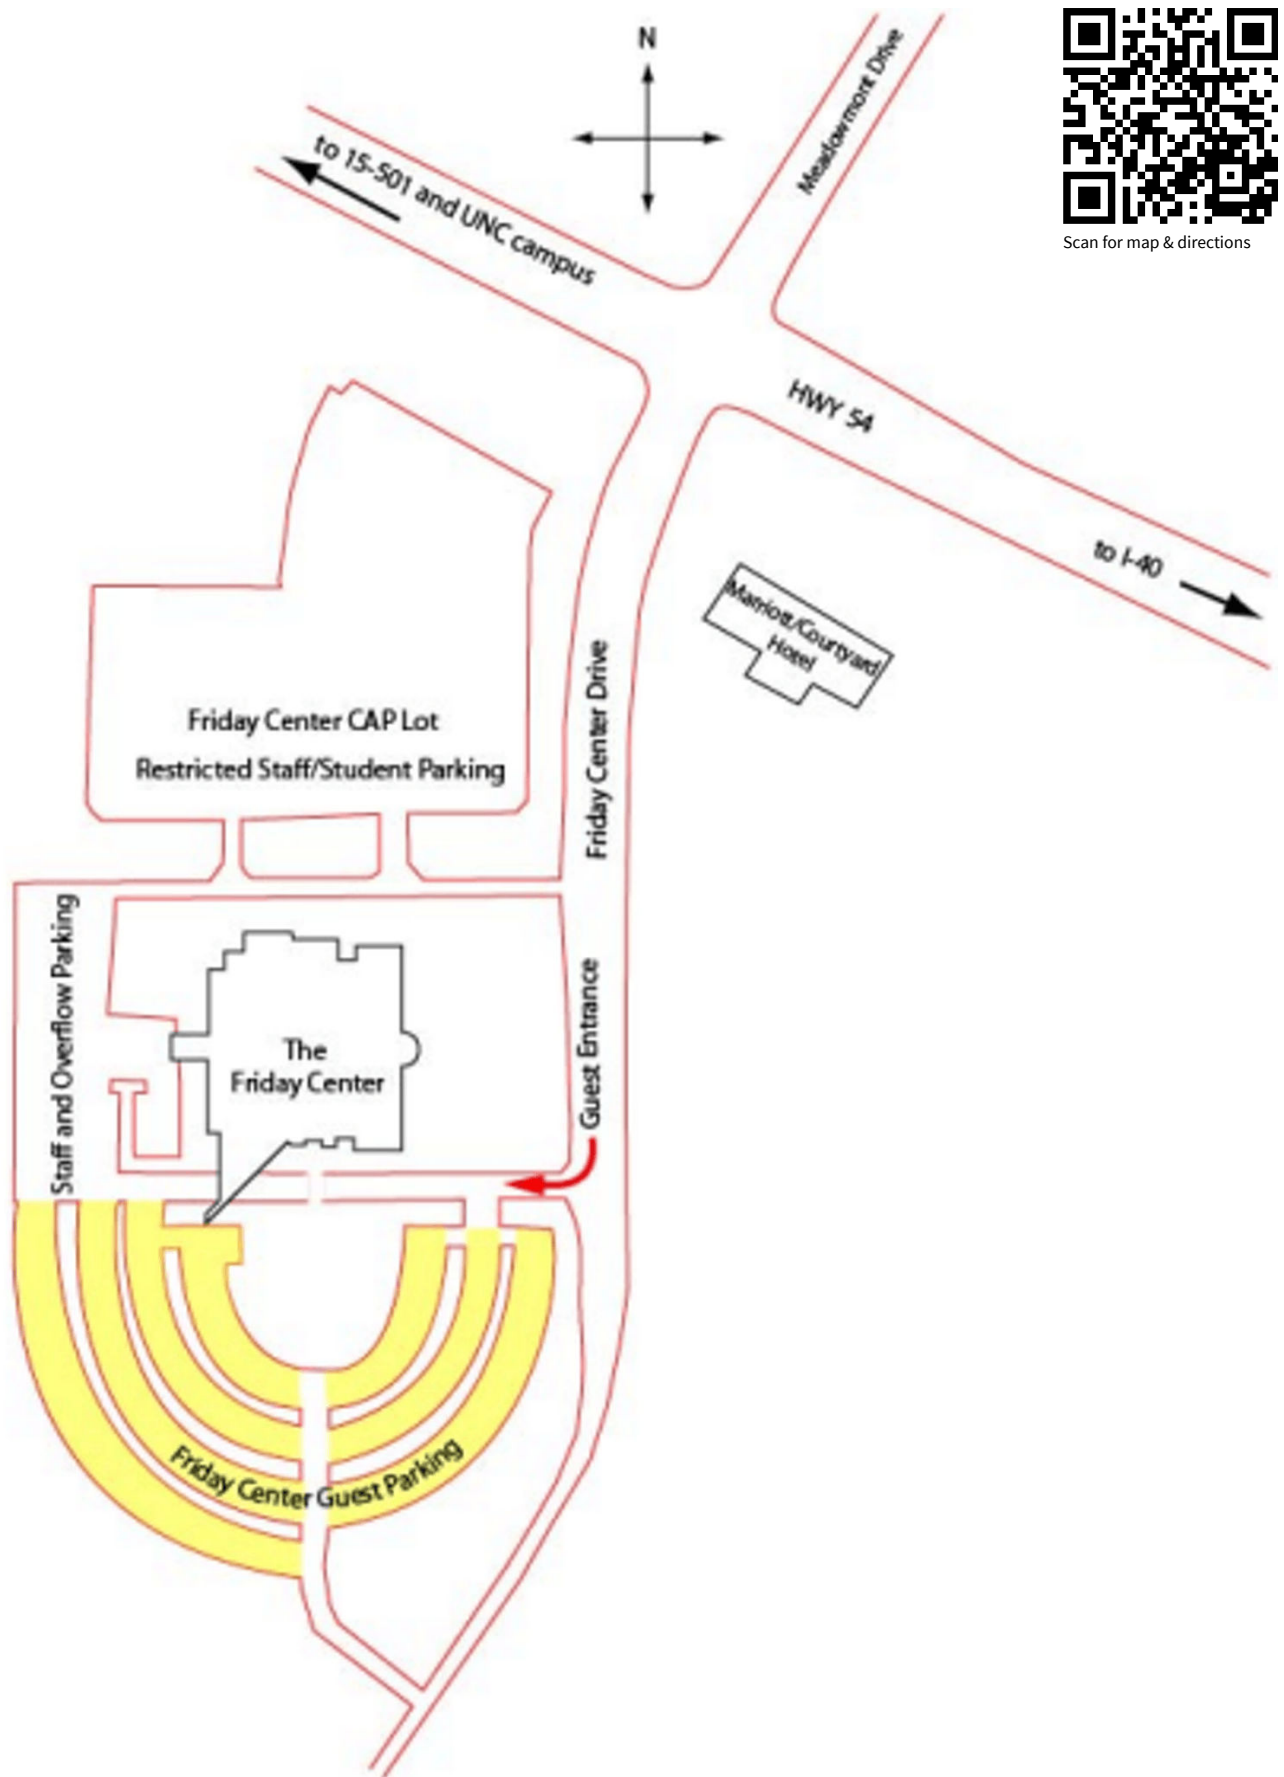 N
Meadowmont Drive
Scan for map & directions
to 15-501 and UNC campus
HWY 54
to I-40
Marriott/Courtyard
Hotel
Friday Center Drive
Friday Center CAP Lot
Restricted Staff/Student Parking
Staff and Overflow Parking
Guest Entrance
The
Friday Center
Friday Center Guest Parking